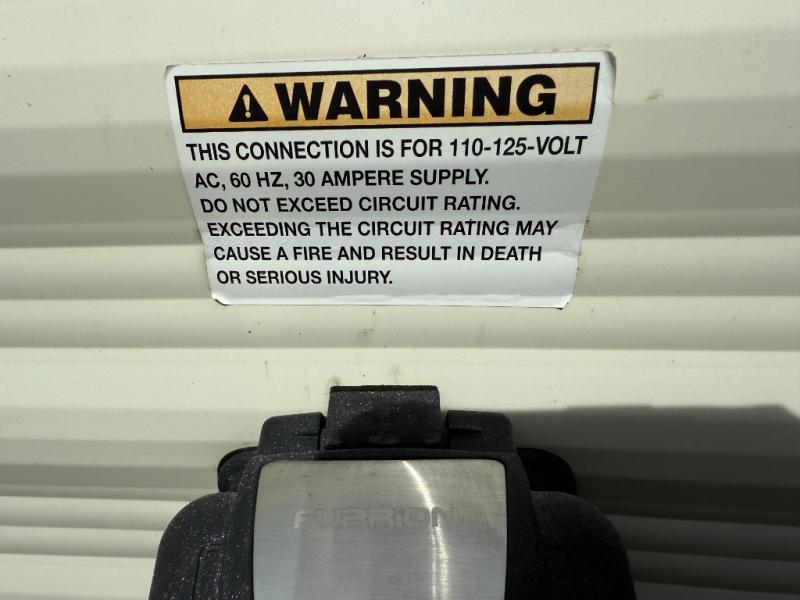 WARNING
THIS CONNECTION IS FOR 110-125-VOLT
AC, 60 HZ, 30 AMPERE SUPPLY.
DO NOT EXCEED CIRCUIT RATING.
EXCEEDING THE CIRCUIT RATING MAY
CAUSE A FIRE AND RESULT IN DEATH
OR SERIOUS INJURY.
FURRION